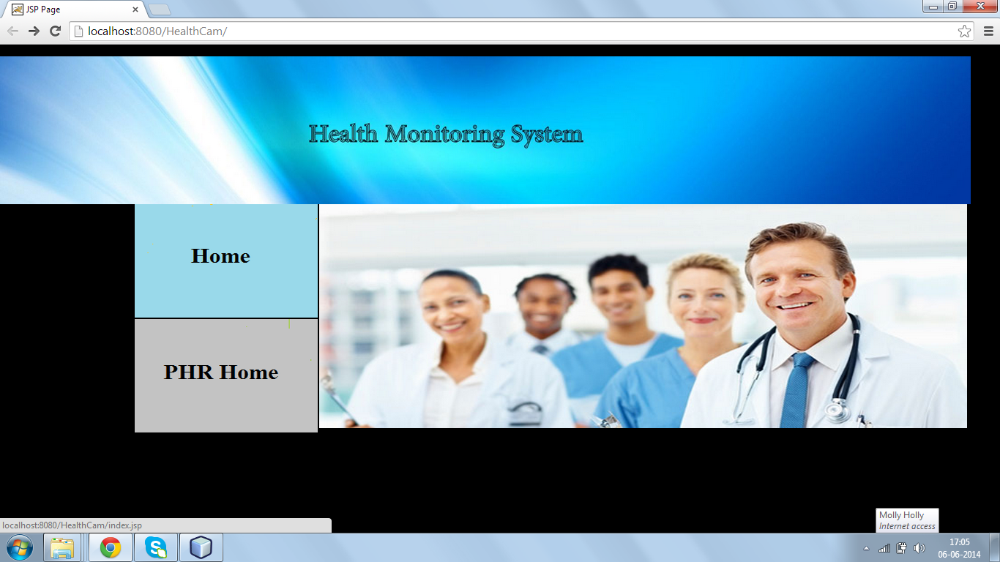 JSP Page
localhost:8080/HealthCam/
Health Monitoring System
Home
PHR Home
localhost:8080/HealthCam/index.jsp
Molly Holly
Internet access
17:05
06-06-2014